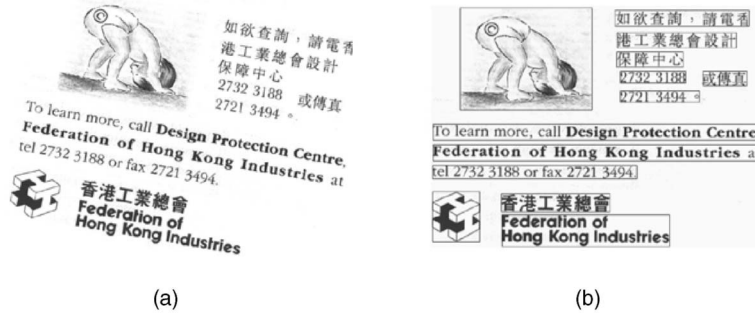 ©
如欲查詢，請電香
港工業總會設計
保障中心
2732 3188 或傳真
2721 3494 。
To learn more, call Design Protection Centre,
Federation of Hong Kong Industries at
tel 2732 3188 or fax 2721 3494.
香港工業總會
Federation of
Hong Kong Industries
(a)
©
如欲查詢，請電香
港工業總會設計
保障中心
2732 3188 或傳真
2721 3494 。
To learn more, call Design Protection Centre
Federation of Hong Kong Industries a
tel 2732 3188 or fax 2721 3494.
香港工業總會
Federation of
Hong Kong Industries
(b)